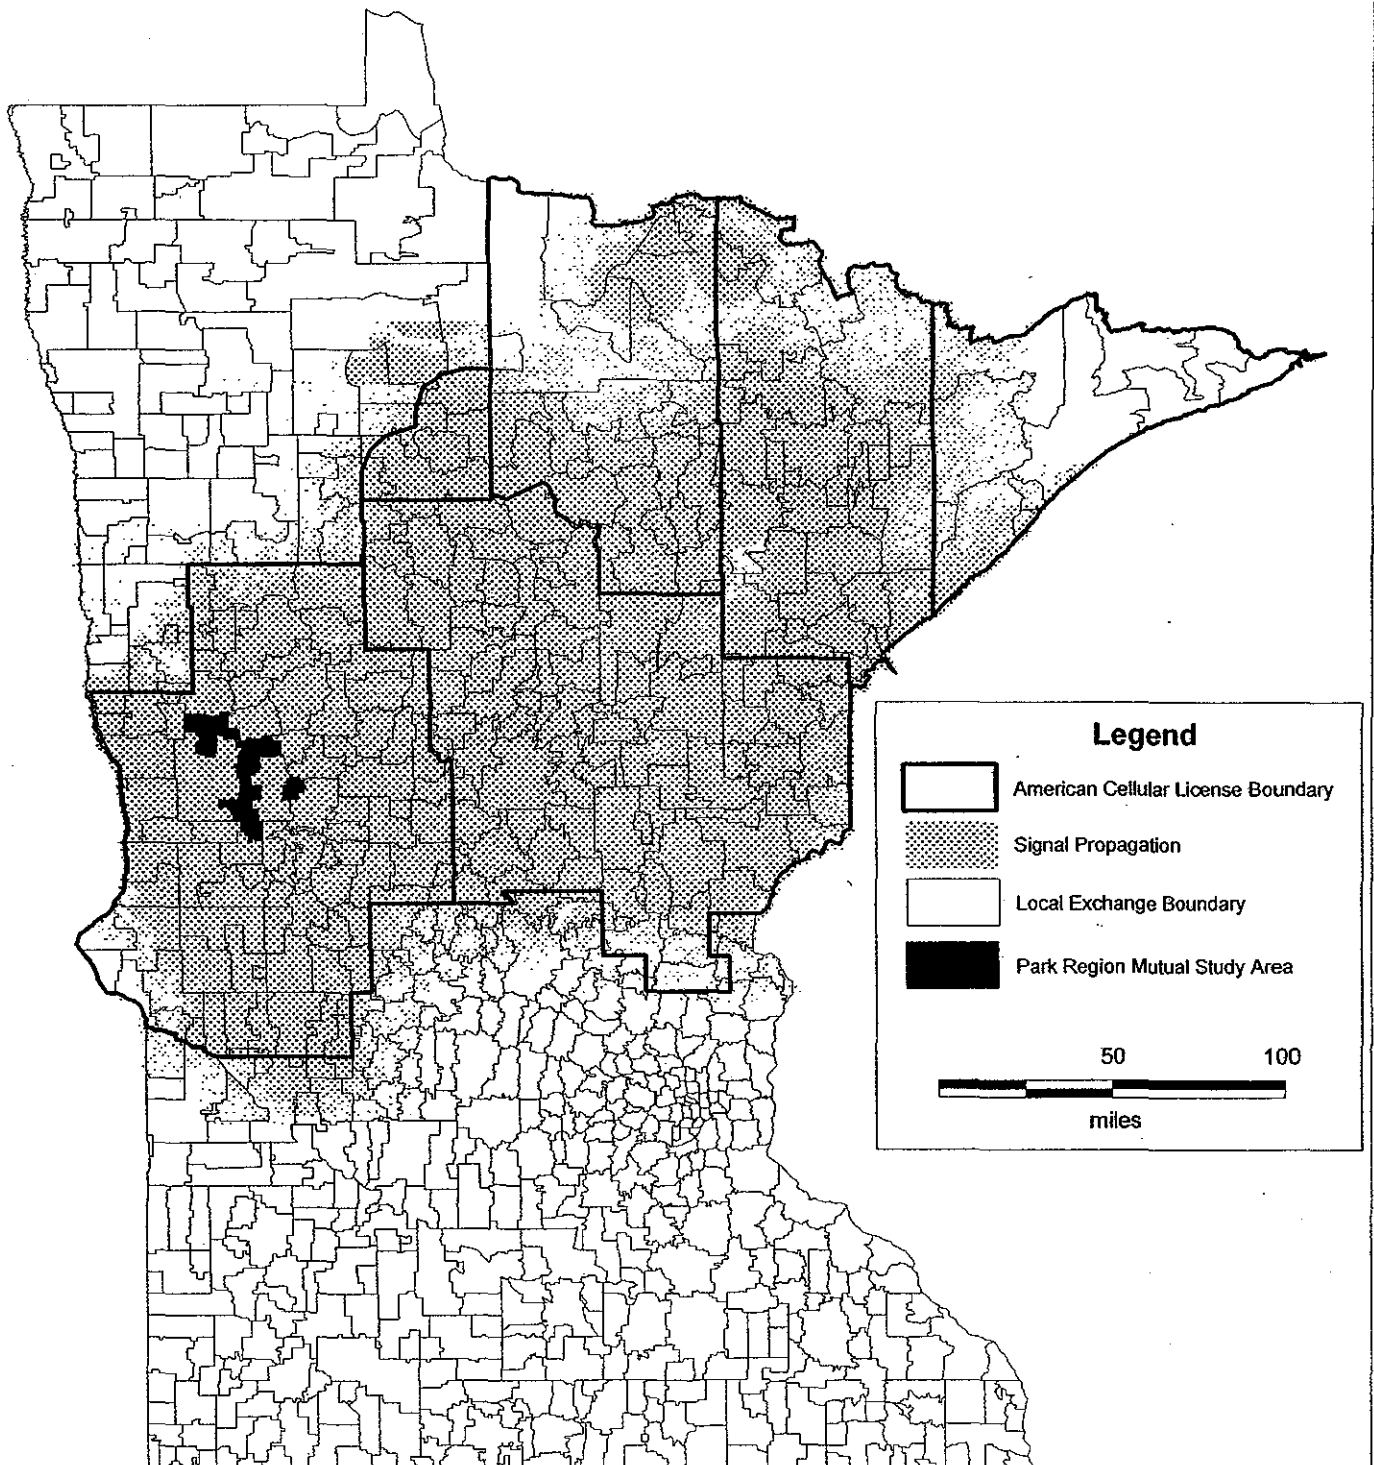 Legend
American Cellular License Boundary
Signal Propagation
Local Exchange Boundary
Park Region Mutual Study Area
50 100
miles